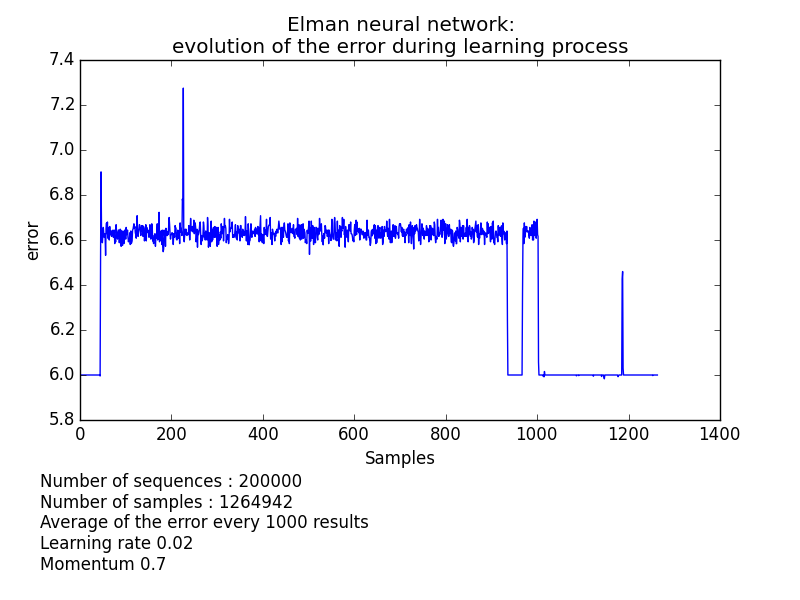 Elman neural network:
evolution of the error during learning process
7.4
7.2
7.0
6.8
6.6
6.4
6.2
6.0
5.8
error
0 200 400 600 800 1000 1200 1400
Samples
Number of sequences : 200000
Number of samples : 1264942
Average of the error every 1000 results
Learning rate 0.02
Momentum 0.7